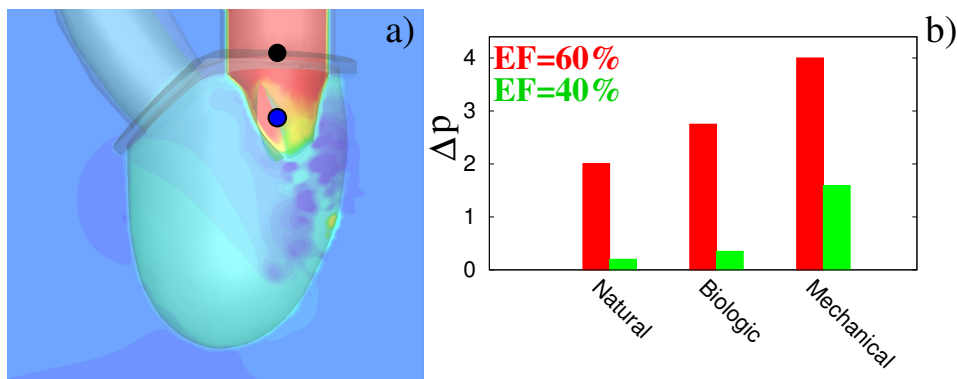 a)
b)
EF=60%
EF=40%
Δp
4
3
2
1
0
Natural
Biologic
Mechanical